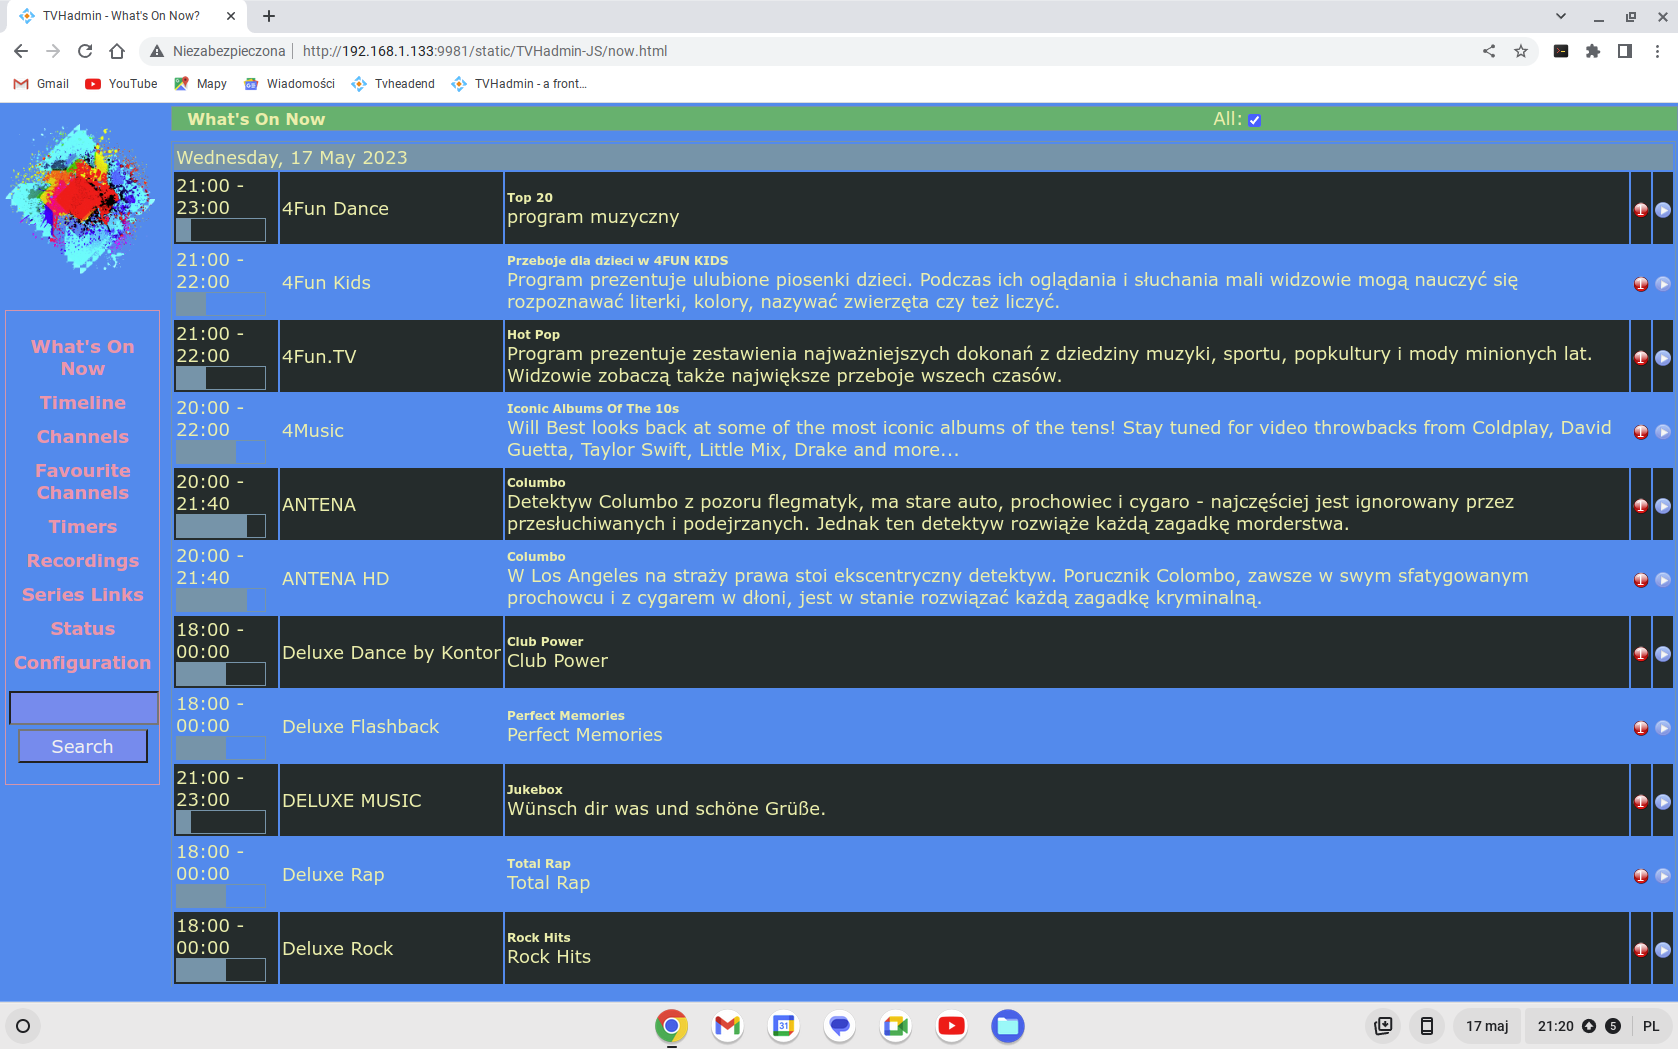 TVHadmin - What's On Now?
Niezabezpieczona
http://192.168.1.133:9981/static/TVHadmin-JS/now.html
Gmail
YouTube
Mapy
Wiadomości
Tvheadend
TVHadmin - a front...
What's On Now
All:
What's On
Now
Timeline
Channels
Favourite
Channels
Timers
Recordings
Series Links
Status
Configuration
Search
Wednesday, 17 May 2023
21:00 -
23:00
4Fun Dance
Top 20
program muzyczny
21:00 -
22:00
4Fun Kids
Przeboje dla dzieci w 4FUN KIDS
Program prezentuje ulubione piosenki dzieci. Podczas ich oglądania i słuchania mali widzowie mogą nauczyć się
rozpoznawać literki, kolory, nazywać zwierzęta czy też liczyć.
21:00 -
22:00
4Fun.TV
Hot Pop
Program prezentuje zestawienia najważniejszych dokonań z dziedziny muzyki, sportu, popkultury i mody minionych lat.
Widzowie zobaczą także największe przeboje wszech czasów.
20:00 -
22:00
4Music
Iconic Albums Of The 10s
Will Best looks back at some of the most iconic albums of the tens! Stay tuned for video throwbacks from Coldplay, David
Guetta, Taylor Swift, Little Mix, Drake and more...
20:00 -
21:40
ANTENA
Columbo
Detektyw Columbo z pozoru flegmatyk, ma stare auto, prochowiec i cygaro - najczęściej jest ignorowany przez
przesłuchiwanych i podejrzanych. Jednak ten detektyw rozwiąże każdą zagadkę morderstwa.
20:00 -
21:40
ANTENA HD
Columbo
W Los Angeles na straży prawa stoi ekscentryczny detektyw. Porucznik Colombo, zawsze w swym sfatygowanym
prochowcu i z cygarem w dłoni, jest w stanie rozwiązać każdą zagadkę kryminalną.
18:00 -
00:00
Deluxe Dance by Kontor
Club Power
Club Power
18:00 -
00:00
Deluxe Flashback
Perfect Memories
Perfect Memories
21:00 -
23:00
DELUXE MUSIC
Jukebox
Wünsch dir was und schöne Grüße.
18:00 -
00:00
Deluxe Rap
Total Rap
Total Rap
18:00 -
00:00
Deluxe Rock
Rock Hits
Rock Hits
31
17 maj
21:20
5
PL